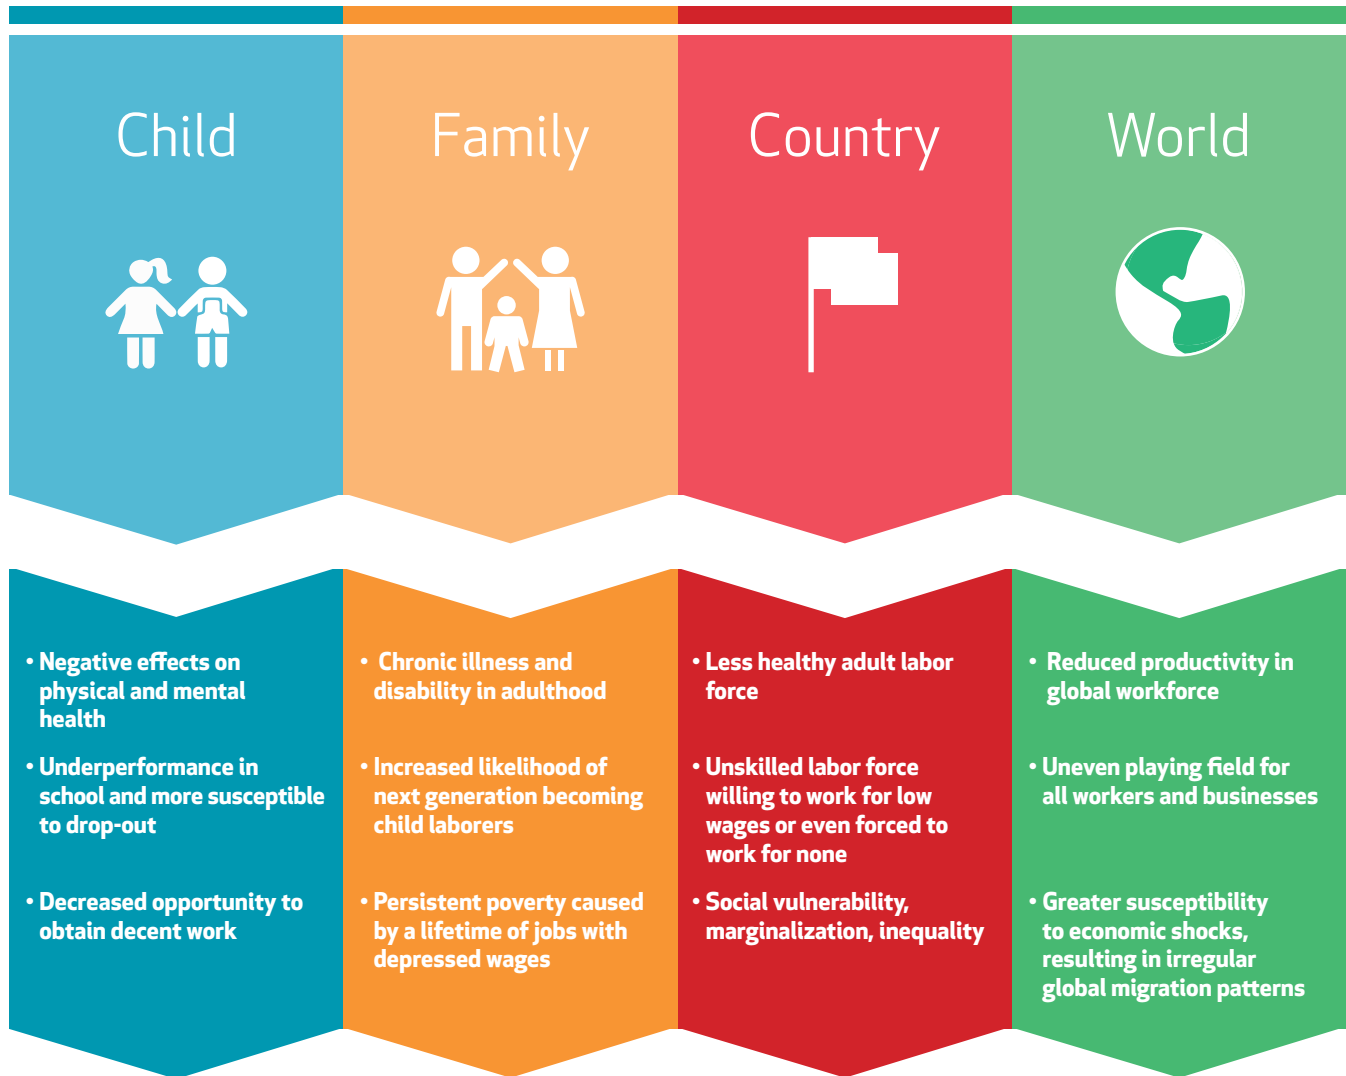 Child
Family
Country
World
• Negative effects on
physical and mental
health
• Underperformance in
school and more susceptible
to drop-out
• Decreased opportunity to
obtain decent work
• Chronic illness and
disability in adulthood
• Increased likelihood of
next generation becoming
child laborers
• Persistent poverty caused
by a lifetime of jobs with
depressed wages
• Less healthy adult labor
force
• Unskilled labor force
willing to work for low
wages or even forced to
work for none
• Social vulnerability,
marginalization, inequality
• Reduced productivity in
global workforce
• Uneven playing field for
all workers and businesses
• Greater susceptibility
to economic shocks,
resulting in irregular
global migration patterns